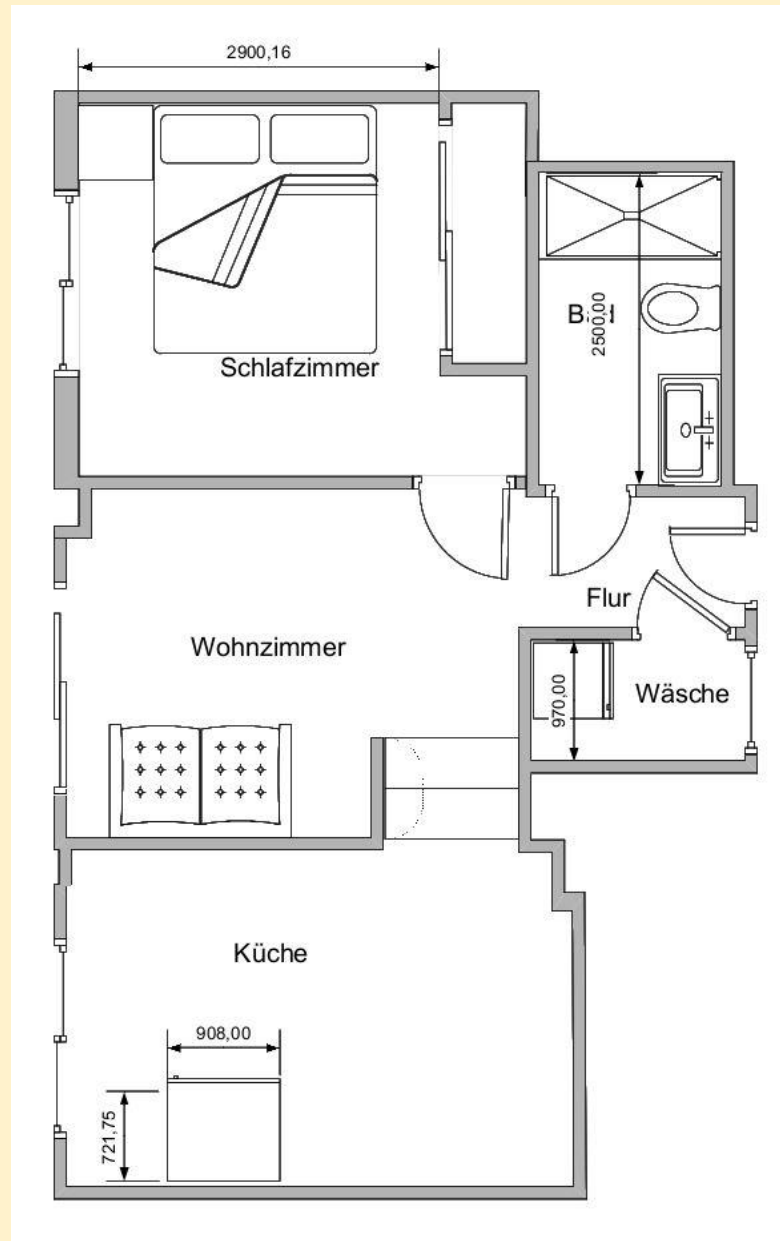 2900,16
Schlafzimmer
2500,00
Flur
Wohnzimmer
970,00
Wäsche
Küche
908,00
721,75